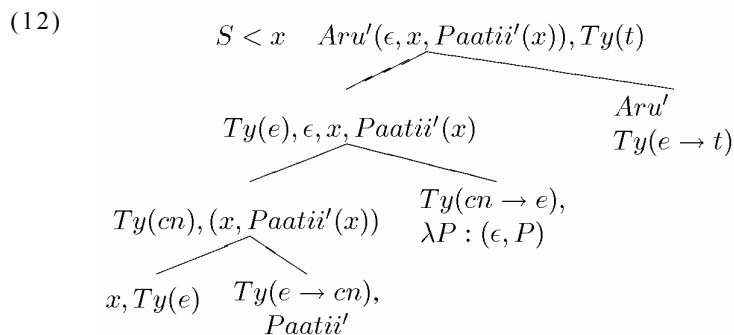 (12)
S < x Aru′(ϵ, x, Paatii′(x)), Ty(t)
Aru′
Ty(e → t)
Ty(e), ϵ, x, Paatii′(x)
Ty(cn → e),
λP : (ϵ, P)
Ty(cn), (x, Paatii′(x))
x, Ty(e)
Ty(e → cn),
Paatii′